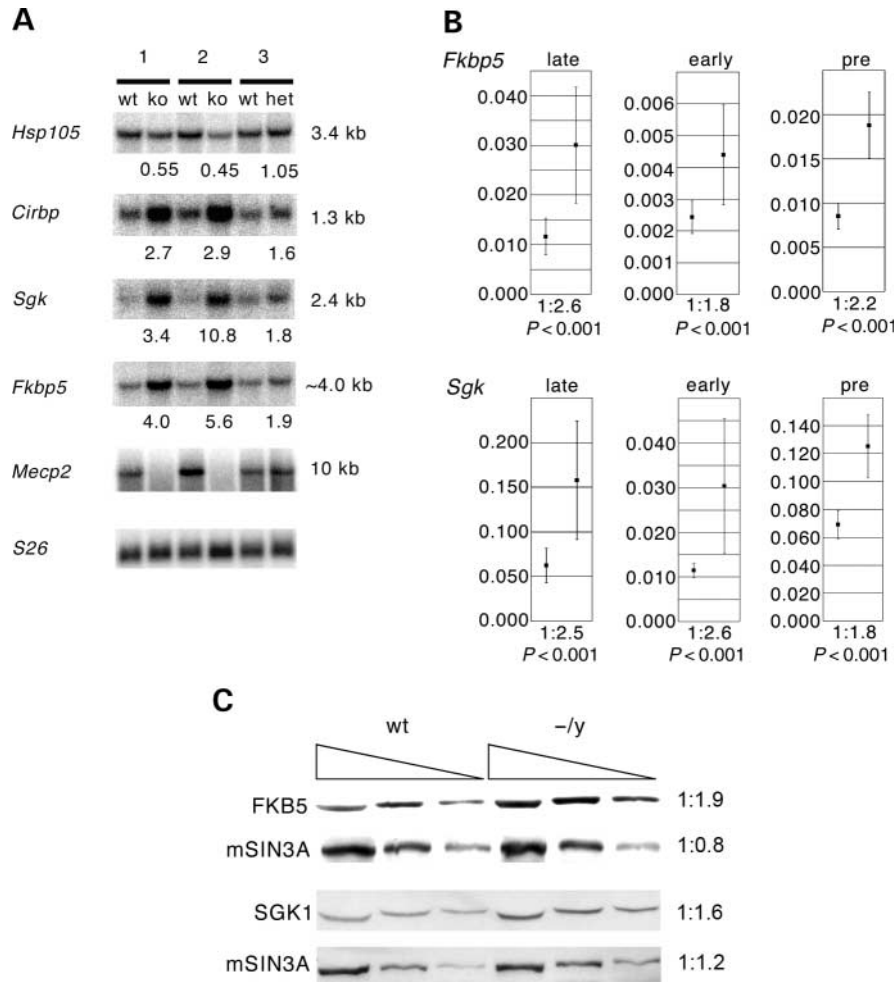 A
1 2 3
wt ko wt ko wt het
Hsp105 3.4 kb
0.55 0.45 1.05
Cirbp 1.3 kb
2.7 2.9 1.6
Sgk 2.4 kb
3.4 10.8 1.8
Fkbp5 ~4.0 kb
4.0 5.6 1.9
Mecp2 10 kb
S26
B
Fkbp5 late early pre
0.040
0.030
0.020
0.010
0.000
1:2.6
P < 0.001
0.006
0.005
0.004
0.003
0.002
0.001
0.000
1:1.8
P < 0.001
0.020
0.015
0.010
0.005
0.000
1:2.2
P < 0.001
Sgk late early pre
0.200
0.150
0.100
0.050
0.000
1:2.5
P < 0.001
0.040
0.030
0.020
0.010
0.000
1:2.6
P < 0.001
0.140
0.120
0.100
0.080
0.060
0.040
0.020
0.000
1:1.8
P < 0.001
C
wt –/y
FKB5 1:1.9
mSIN3A 1:0.8
SGK1 1:1.6
mSIN3A 1:1.2